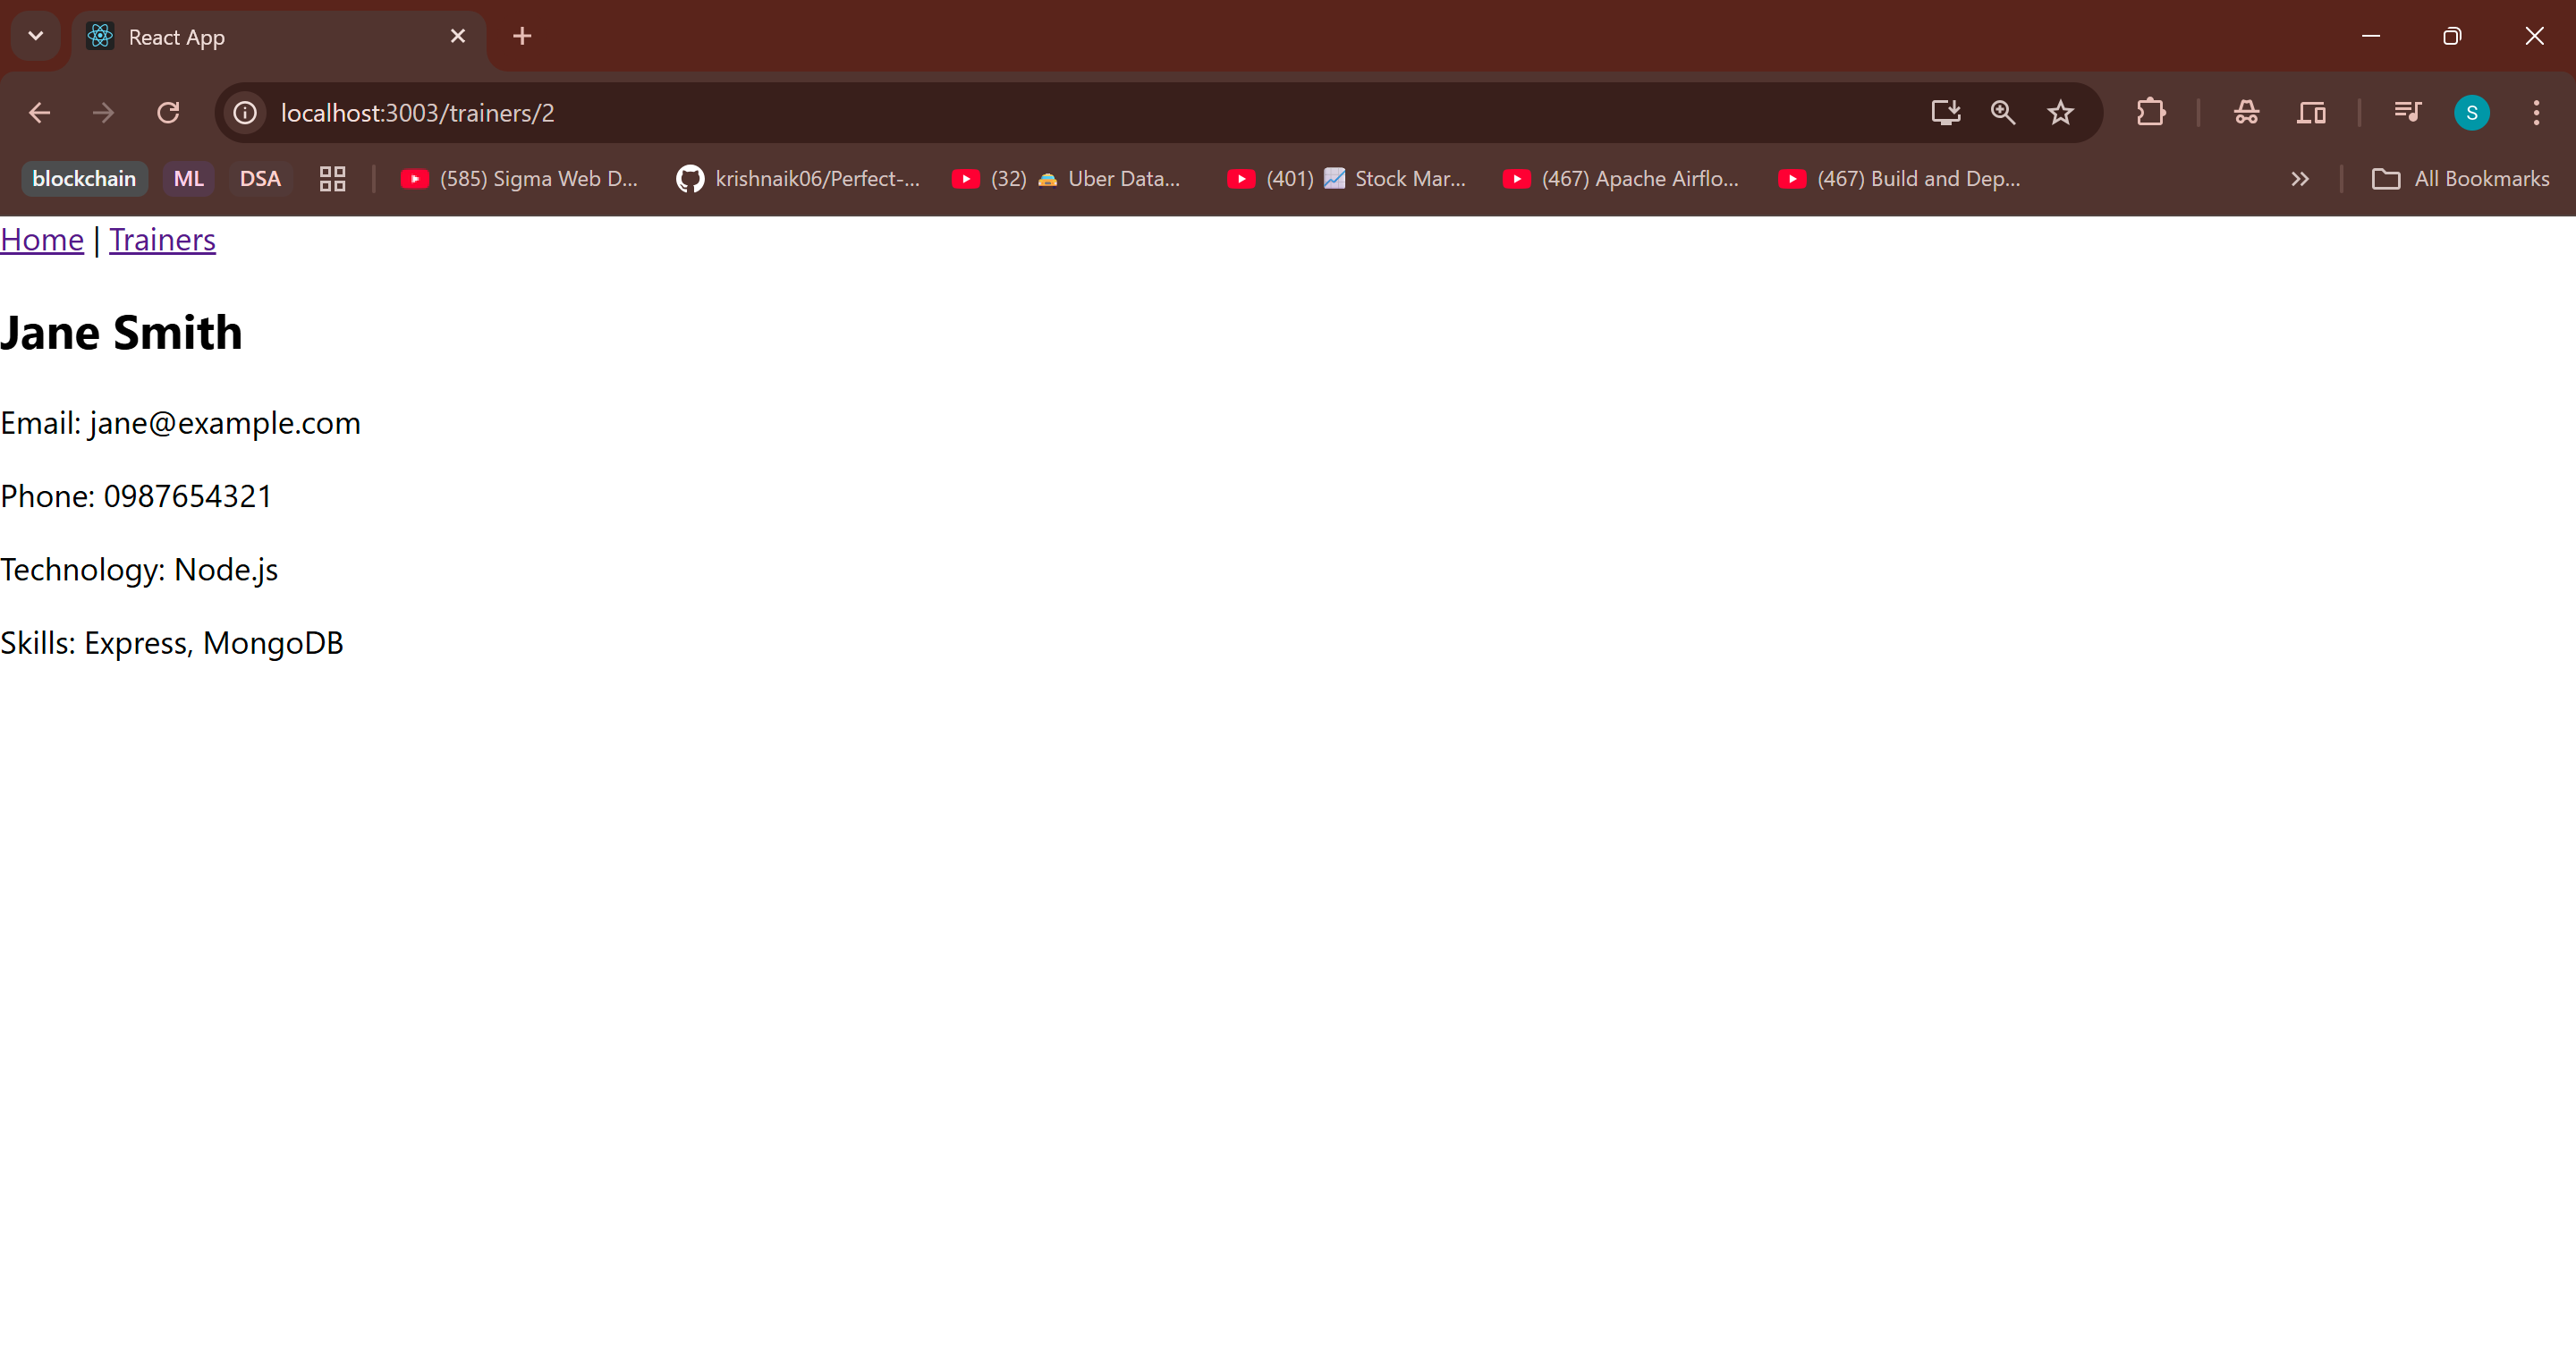 React App
localhost:3003/trainers/2
S
blockchain ML DSA (585) Sigma Web D... krishnaik06/Perfect-... (32) Uber Data... (401) Stock Mar... (467) Apache Airflo... (467) Build and Dep... All Bookmarks
Home | Trainers
Jane Smith
Email: jane@example.com
Phone: 0987654321
Technology: Node.js
Skills: Express, MongoDB